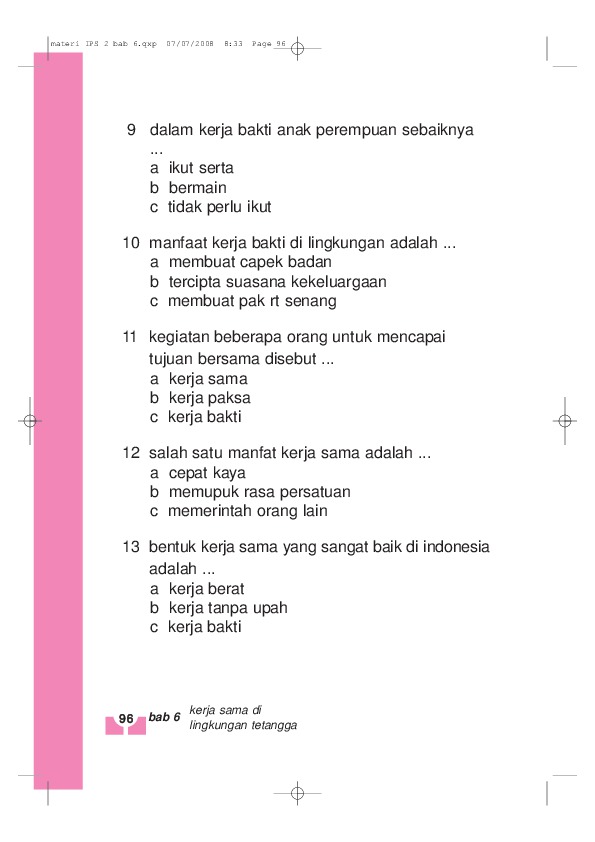 materi IPS 2 bab 6.qxp  07/07/2008  8:33  Page 96
9 dalam kerja bakti anak perempuan sebaiknya
...
a ikut serta
b bermain
c tidak perlu ikut
10 manfaat kerja bakti di lingkungan adalah ...
a membuat capek badan
b tercipta suasana kekeluargaan
c membuat pak rt senang
11 kegiatan beberapa orang untuk mencapai
tujuan bersama disebut ...
a kerja sama
b kerja paksa
c kerja bakti
12 salah satu manfat kerja sama adalah ...
a cepat kaya
b memupuk rasa persatuan
c memerintah orang lain
13 bentuk kerja sama yang sangat baik di indonesia
adalah ...
a kerja berat
b kerja tanpa upah
c kerja bakti
96 bab 6 kerja sama di
lingkungan tetangga